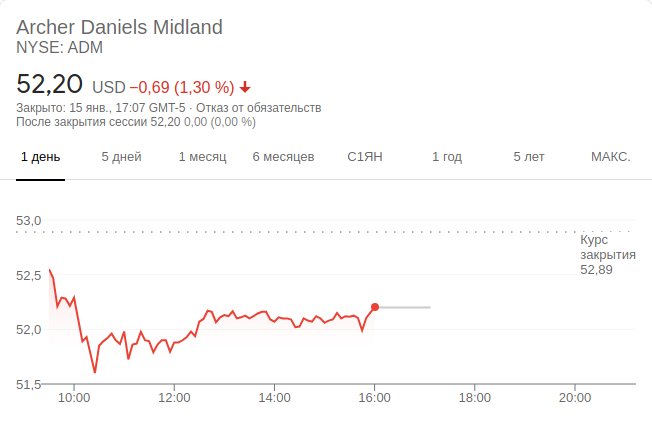 Archer Daniels Midland
NYSE: ADM
52,20 USD −0,69 (1,30 %)
Закрыто: 15 янв., 17:07 GMT-5 · Отказ от обязательств
После закрытия сессии 52,20 0,00 (0,00 %)
1 день 5 дней 1 месяц 6 месяцев С1ЯН 1 год 5 лет МАКС.
53,0
Курс
закрытия
52,89
52,5
52,0
51,5
10:00 12:00 14:00 16:00 18:00 20:00